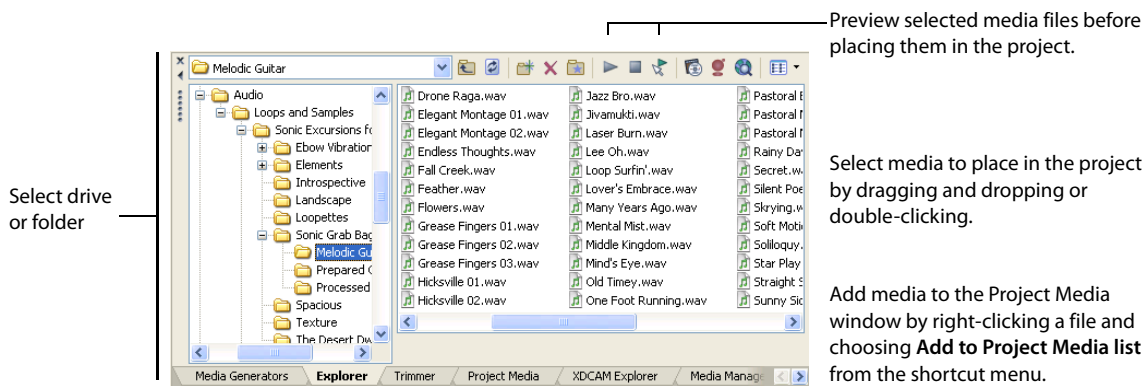 Preview selected media files before
placing them in the project.
Melodic Guitar
Select drive
or folder
Audio
Loops and Samples
Sonic Excursions fo
Ebow Vibration
Elements
Introspective
Landscape
Loopettes
Sonic Grab Bag
Melodic Gu
Prepared
Processed
Spacious
Texture
The Desert Dw
Drone Raga.wav
Elegant Montage 01.wav
Elegant Montage 02.wav
Endless Thoughts.wav
Fall Creek.wav
Feather.wav
Flowers.wav
Grease Fingers 01.wav
Grease Fingers 02.wav
Grease Fingers 03.wav
Hicksville 01.wav
Hicksville 02.wav
Jazz Bro.wav
Jivamukti.wav
Laser Burn.wav
Lee Oh.wav
Loop Surfin'.wav
Lover's Embrace.wav
Many Years Ago.wav
Mental Mist.wav
Middle Kingdom.wav
Mind's Eye.wav
Old Timey.wav
One Foot Running.wav
Pastoral
Pastoral
Pastoral
Rainy Da
Secret.w
Silent Poe
Skrying.w
Soft Moti
Soliloquy.
Star Play
Straight S
Sunny Sid
Select media to place in the project
by dragging and dropping or
double-clicking.
Add media to the Project Media
window by right-clicking a file and
choosing Add to Project Media list
from the shortcut menu.
Media Generators Explorer Trimmer Project Media XDCAM Explorer Media Manage